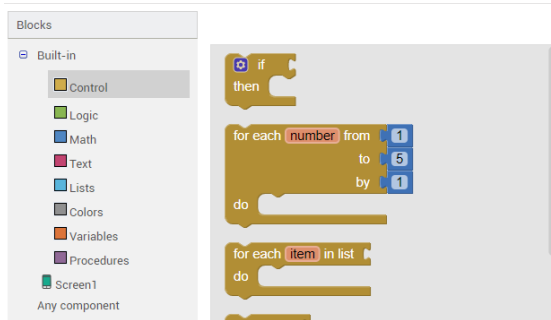 Blocks
Built-in
Control
Logic
Math
Text
Lists
Colors
Variables
Procedures
Screen1
Any component
if
then
for each number from 1
to 5
by 1
do
for each item in list
do